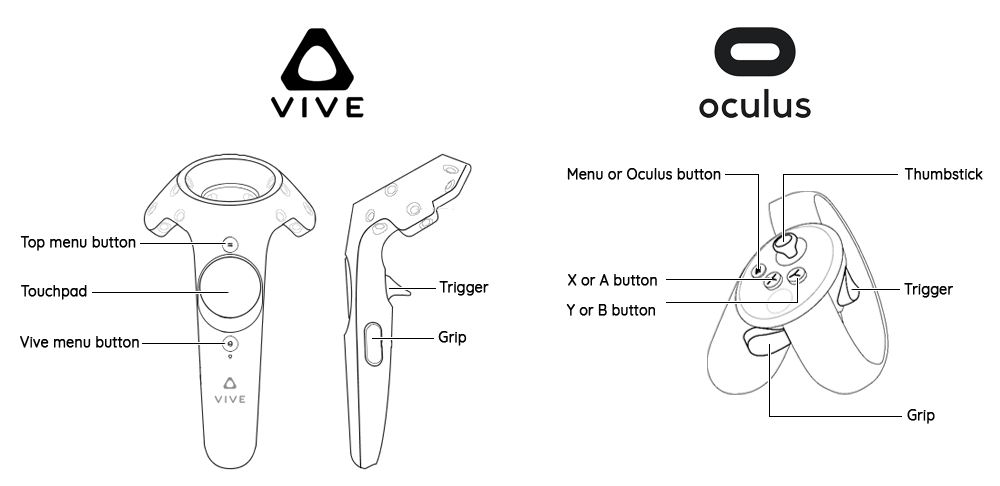 VIVE
oculus
Top menu button
Touchpad
Vive menu button
VIVE
Trigger
Grip
Menu or Oculus button
X or A button
Y or B button
Thumbstick
Trigger
Grip